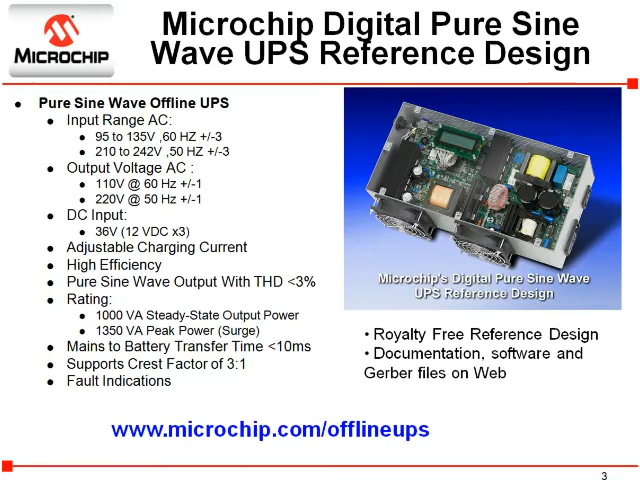 MICROCHIP
Microchip Digital Pure Sine
Wave UPS Reference Design
● Pure Sine Wave Offline UPS
● Input Range AC:
● 95 to 135V ,60 HZ +/-3
● 210 to 242V ,50 HZ +/-3
● Output Voltage AC :
● 110V @ 60 Hz +/-1
● 220V @ 50 Hz +/-1
● DC Input:
● 36V (12 VDC x3)
● Adjustable Charging Current
● High Efficiency
● Pure Sine Wave Output With THD <3%
● Rating:
● 1000 VA Steady-State Output Power
● 1350 VA Peak Power (Surge)
● Mains to Battery Transfer Time <10ms
● Supports Crest Factor of 3:1
● Fault Indications
Microchip's Digital Pure Sine Wave
UPS Reference Design
• Royalty Free Reference Design
• Documentation, software and
Gerber files on Web
www.microchip.com/offlineups
3